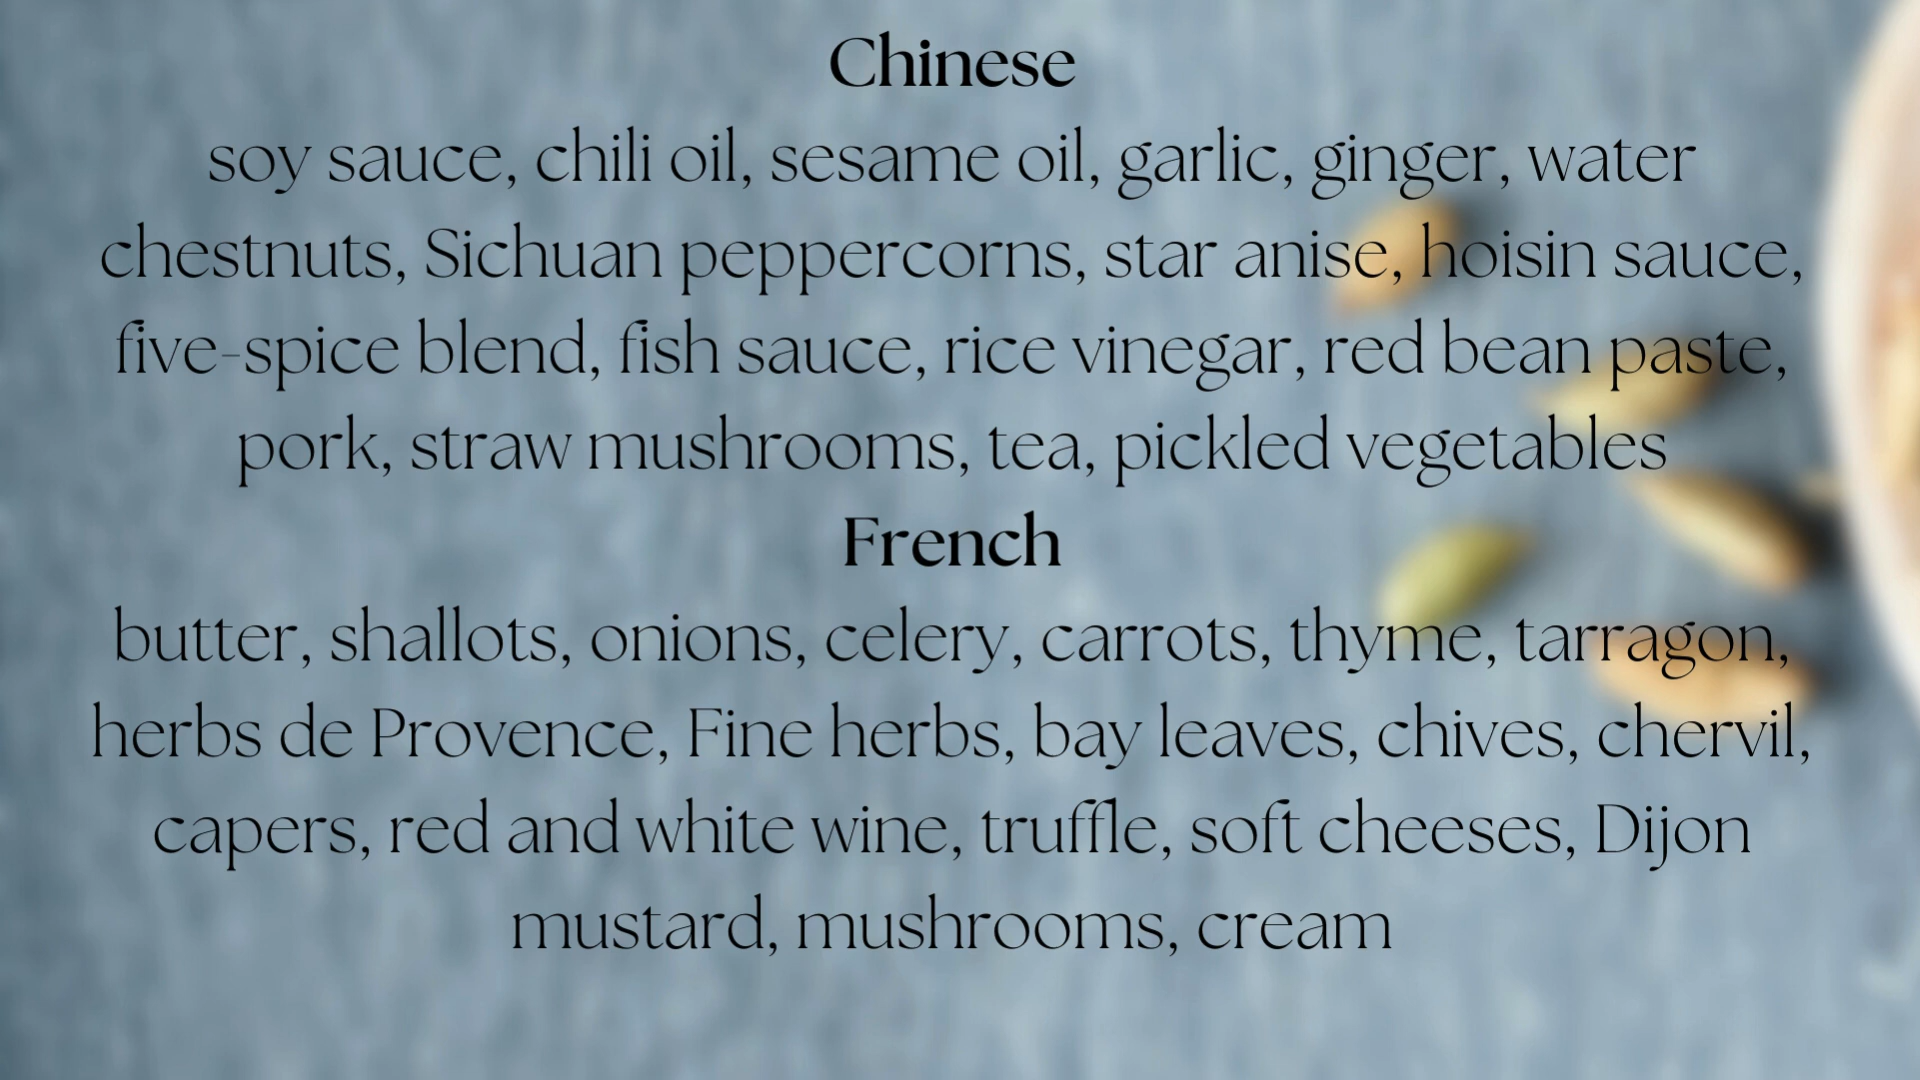 Chinese
soy sauce, chili oil, sesame oil, garlic, ginger, water
chestnuts, Sichuan peppercorns, star anise, hoisin sauce,
five-spice blend, fish sauce, rice vinegar, red bean paste,
pork, straw mushrooms, tea, pickled vegetables
French
butter, shallots, onions, celery, carrots, thyme, tarragon,
herbs de Provence, Fine herbs, bay leaves, chives, chervil,
capers, red and white wine, truffle, soft cheeses, Dijon
mustard, mushrooms, cream